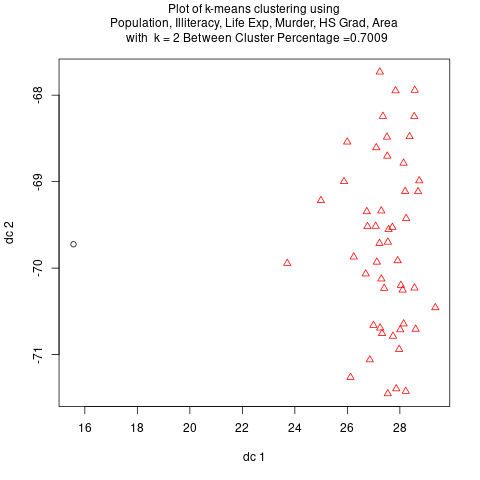 Plot of k-means clustering using
Population, Illiteracy, Life Exp, Murder, HS Grad, Area
with k = 2 Between Cluster Percentage =0.7009
-68
-69
-70
-71
dc 2
16
18
20
22
24
26
28
dc 1